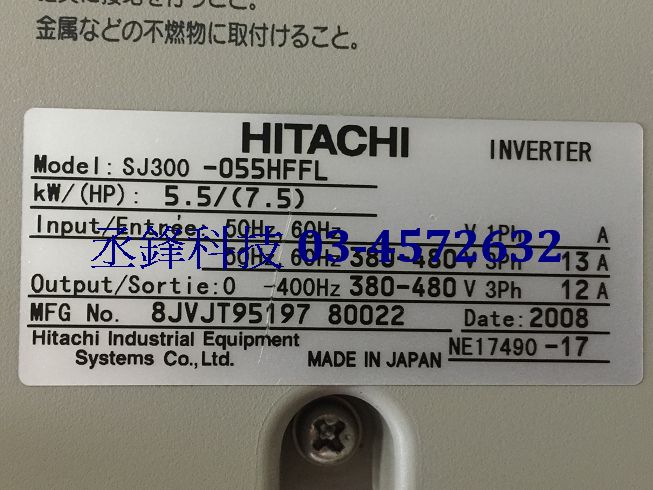 金属などの不燃物に取付けること。
HITACHI INVERTER
Model: SJ300 -055HFFL
kW/(HP): 5.5/(7.5)
Input/Entrée 50Hz 60Hz V 1Ph A
50Hz 60Hz 380-480 V 3Ph 13 A
丞鋒科技 03-4572632
Output/Sortie:0 -400Hz 380-480 V 3Ph 12 A
MFG No. 8JVJT95197 80022 Date: 2008
Hitachi Industrial Equipment
Systems Co.,Ltd. MADE IN JAPAN NE17490 -17